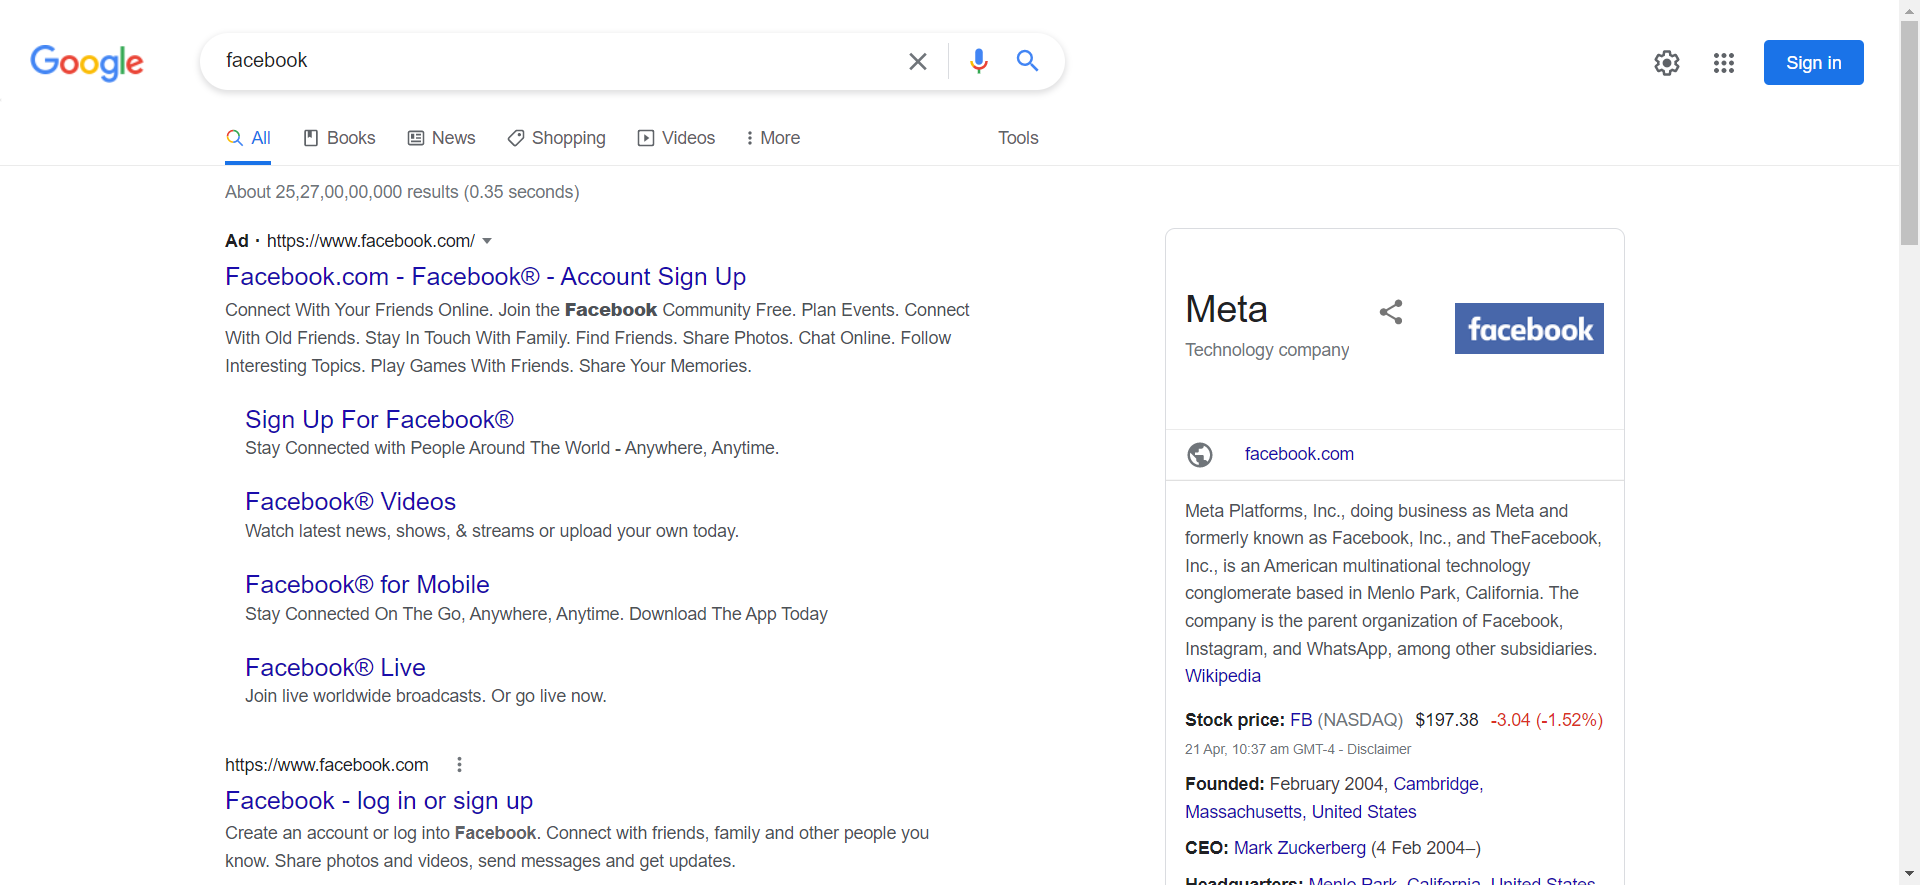 Google
facebook
Sign in
All
Books
News
Shopping
Videos
More
Tools
About 25,27,00,00,000 results (0.35 seconds)
Ad · https://www.facebook.com/
Facebook.com - Facebook® - Account Sign Up
Connect With Your Friends Online. Join the Facebook Community Free. Plan Events. Connect
With Old Friends. Stay In Touch With Family. Find Friends. Share Photos. Chat Online. Follow
Interesting Topics. Play Games With Friends. Share Your Memories.
Sign Up For Facebook®
Stay Connected with People Around The World - Anywhere, Anytime.
Facebook® Videos
Watch latest news, shows, & streams or upload your own today.
Facebook® for Mobile
Stay Connected On The Go, Anywhere, Anytime. Download The App Today
Facebook® Live
Join live worldwide broadcasts. Or go live now.
https://www.facebook.com
Facebook - log in or sign up
Create an account or log into Facebook. Connect with friends, family and other people you
know. Share photos and videos, send messages and get updates.
Meta
Technology company
facebook
facebook.com
Meta Platforms, Inc., doing business as Meta and
formerly known as Facebook, Inc., and TheFacebook,
Inc., is an American multinational technology
conglomerate based in Menlo Park, California. The
company is the parent organization of Facebook,
Instagram, and WhatsApp, among other subsidiaries.
Wikipedia
Stock price: FB (NASDAQ) $197.38 -3.04 (-1.52%)
21 Apr, 10:37 am GMT-4 - Disclaimer
Founded: February 2004, Cambridge,
Massachusetts, United States
CEO: Mark Zuckerberg (4 Feb 2004–)
Headquarters: Menlo Park, California, United States